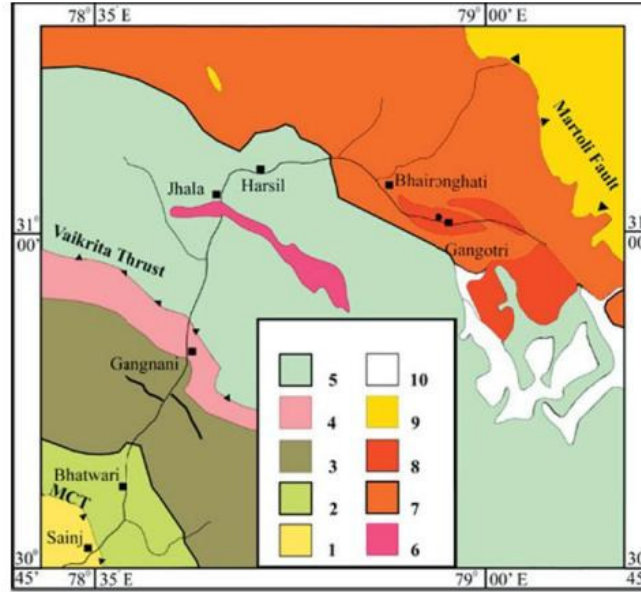 78° 35'
79° 00' E
Martoli Fault
Bhaironghati
Jhala
Harsil
31°
00'
31
00'
Gangotri
Vaikrita Thrust
Gangnani
5
10
4
9
3
8
Bhatwari
MCT
2
7
Sainj
1
6
30°
45'
78° 35'
79° 00' E
30
45